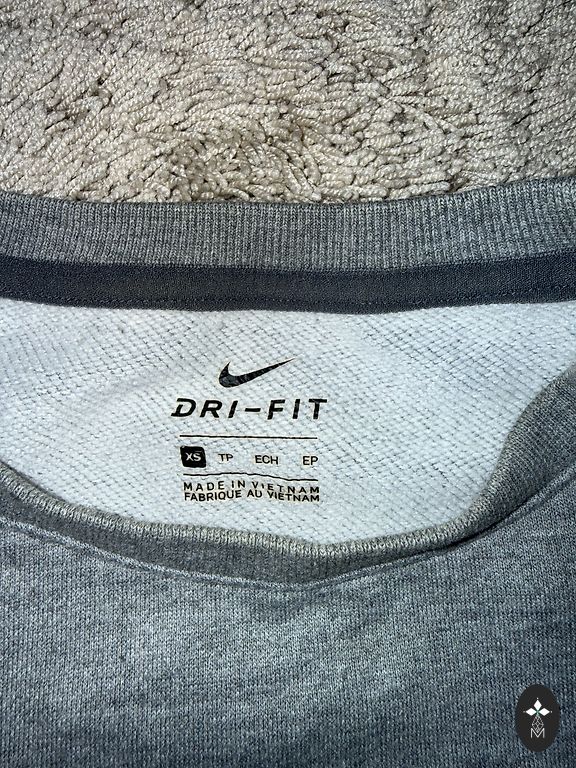 DRI-FIT
XS TP ECH EP
MADE IN VIETNAM
FABRIQUE AU VIETNAM
M